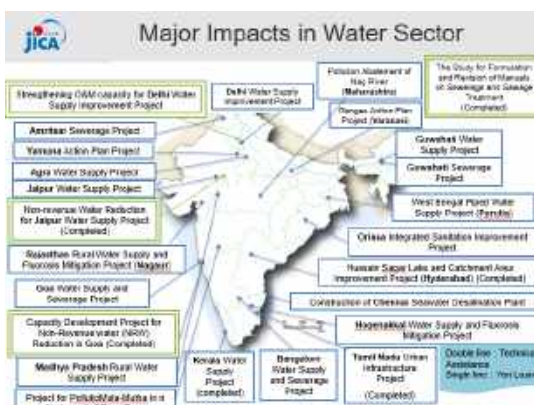 JICA
Major Impacts in Water Sector
Strengthening O&M capacity for Delhi Water
Supply Improvement Project
Delhi Water Supply
Improvement Project
Pollution Abatement of
Nag River
(Maharashtra)
Ganges Action Plan
Project (Varanasi)
The Study for Formulation
and Revision of Manuals
on Sewerage and Sewage
Treatment
(Completed)
Amritsar Sewerage Project
Yamuna Action Plan Project
Agra Water Supply Project
Jaipur Water Supply Project
Non-revenue Water Reduction
for Jaipur Water Supply Project
(Completed)
Rajasthan Rural Water Supply and
Fluorosis Mitigation Project (Nagaur)
Goa Water Supply and
Sewerage Project
Capacity Development Project for
Non-Revenue water (NRW)
Reduction in Goa (Completed)
Madhya Pradesh Rural Water
Supply Project
Project for Mula-Mutha
Guwahati Water
Supply Project
Guwahati Sewerage
Project
West Bengal Piped Water
Supply Project (Purulia)
Orissa Integrated Sanitation Improvement
Project
Hussain Sagar Lake and Catchment Area
Improvement Project (Hyderabad) (Completed)
Construction of Chennai Seawater Desalination Plant
Hogenakkal Water Supply and Fluorosis
Mitigation Project
Kerala Water
Supply
Project
(completed)
Bangalore
Water Supply
and Sewerage
Project
Tamil Nadu Urban
Infrastructure
Project
(Completed)
Double line : Technical
Assistance
Single line : Yen Loan